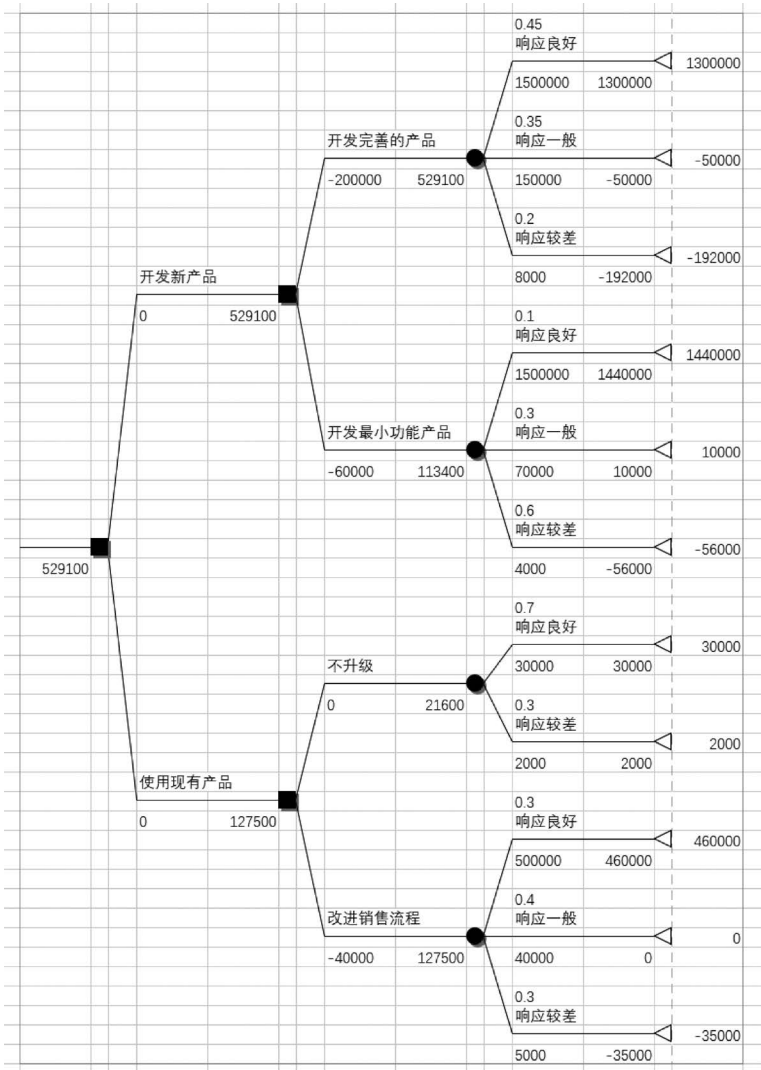 0.45
响应良好
1500000 1300000 1300000
0.35
响应一般
开发完善的产品
-200000 529100
150000 -50000 -50000
0.2
响应较差
8000 -192000 -192000
开发新产品
0 529100
0.1
响应良好
1500000 1440000 1440000
0.3
响应一般
开发最小功能产品
-60000 113400
70000 10000 10000
0.6
响应较差
4000 -56000 -56000
529100
0.7
响应良好
30000 30000 30000
不升级
0 21600
0.3
响应较差
2000 2000 2000
使用现有产品
0 127500
0.3
响应良好
500000 460000 460000
0.4
响应一般
改进销售流程
-40000 127500
40000 0 0
0.3
响应较差
5000 -35000 -35000